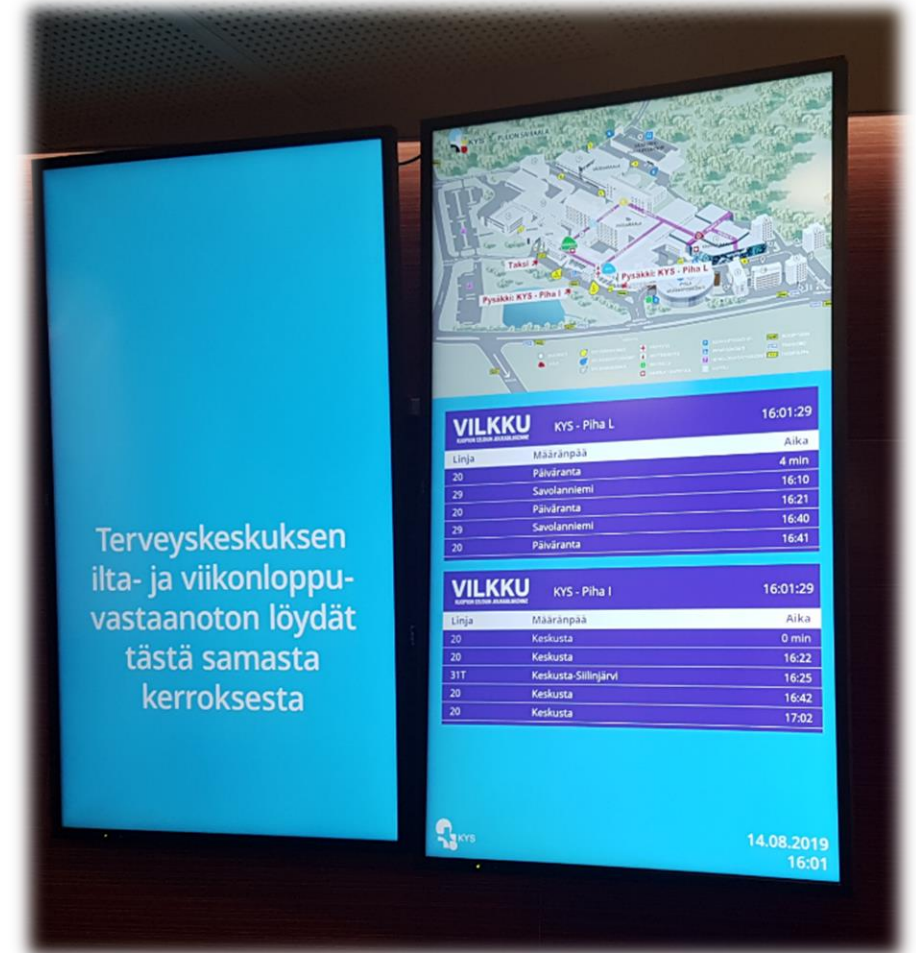 Terveyskeskuksen
ilta- ja viikonloppu-
vastaanoton löydät
tästä samasta
kerroksesta
KYS PUIJON SAIRAALA
Taksi
Pysäkki: KYS - Piha L
Pysäkki: KYS - Piha I
VILKKU KYS - Piha L 16:01:29
Linja Määränpää Aika
20 Päiväranta 4 min
29 Savolanniemi 16:10
20 Päiväranta 16:21
29 Savolanniemi 16:40
20 Päiväranta 16:41
VILKKU KYS - Piha I 16:01:29
Linja Määränpää Aika
20 Keskusta 0 min
20 Keskusta 16:22
31T Keskusta-Siilinjärvi 16:25
20 Keskusta 16:42
20 Keskusta 17:02
KYS
14.08.2019
16:01